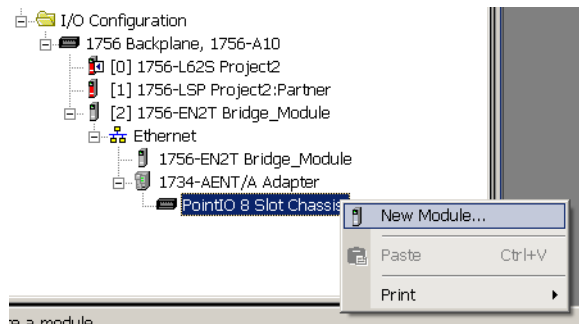 I/O Configuration
1756 Backplane, 1756-A10
[0] 1756-L62S Project2
[1] 1756-LSP Project2:Partner
[2] 1756-EN2T Bridge_Module
Ethernet
1756-EN2T Bridge_Module
1734-AENT/A Adapter
PointIO 8 Slot Chassis
New Module...
Paste Ctrl+V
Print
a module